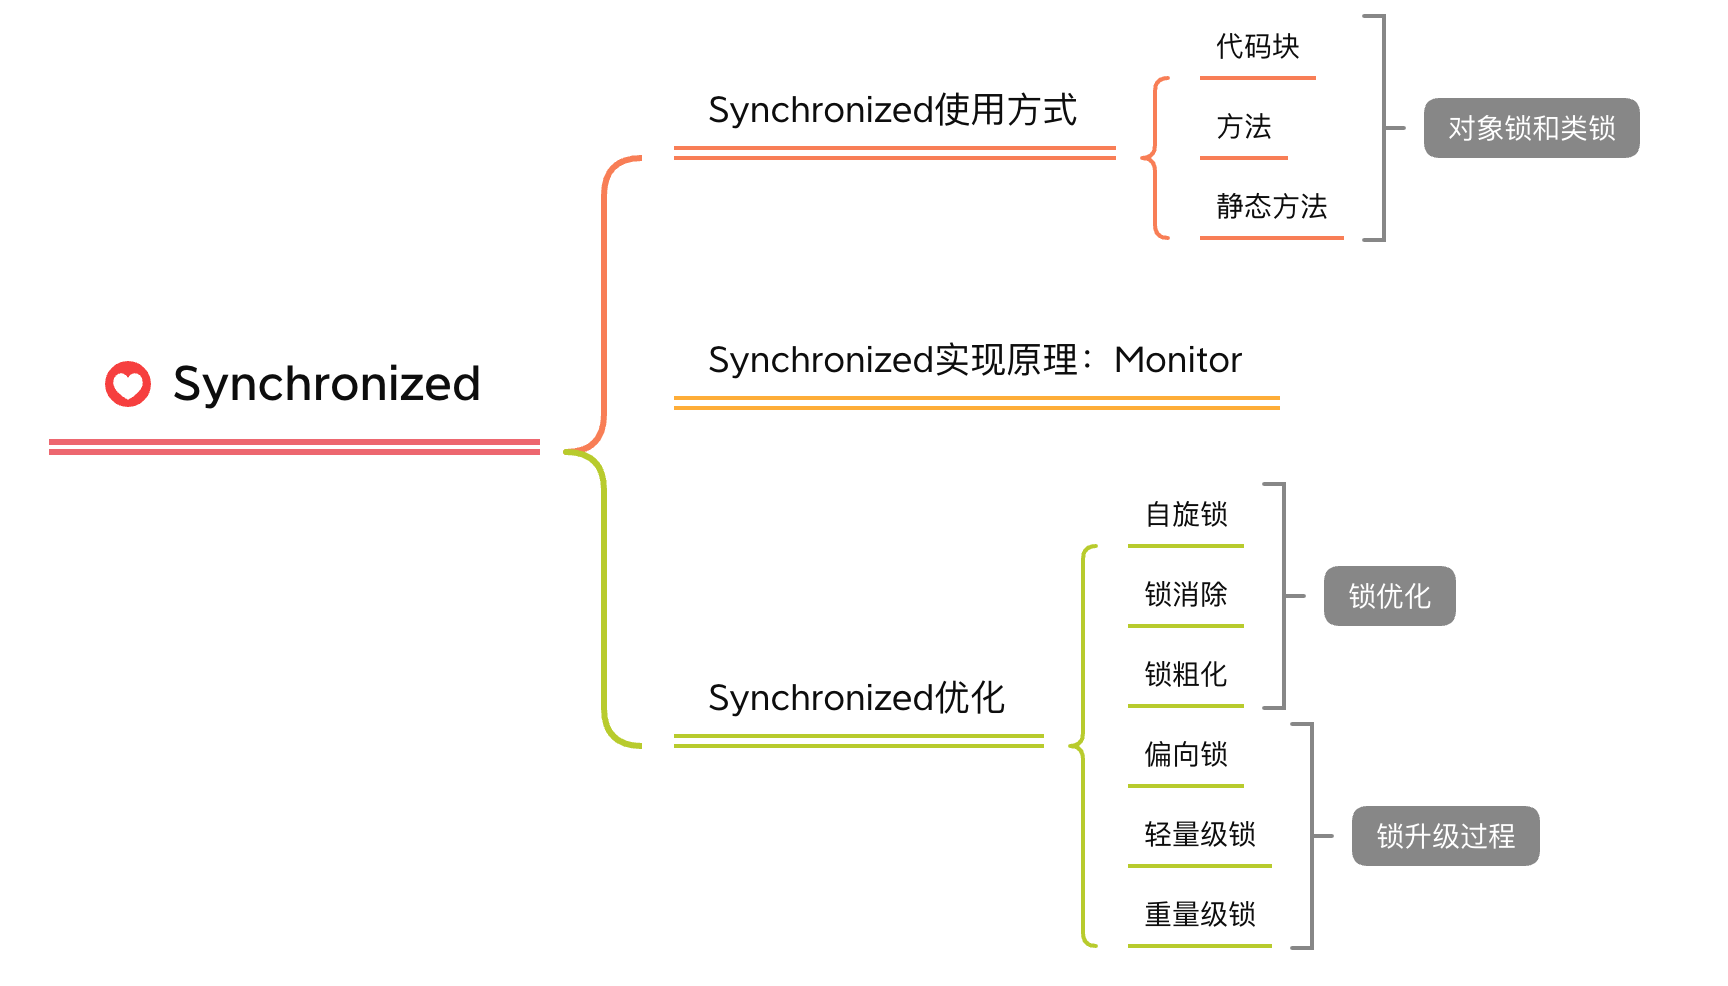 Synchronized
Synchronized使用方式
代码块
方法
静态方法
对象锁和类锁
Synchronized实现原理：Monitor
Synchronized优化
自旋锁
锁消除
锁粗化
锁优化
偏向锁
轻量级锁
重量级锁
锁升级过程